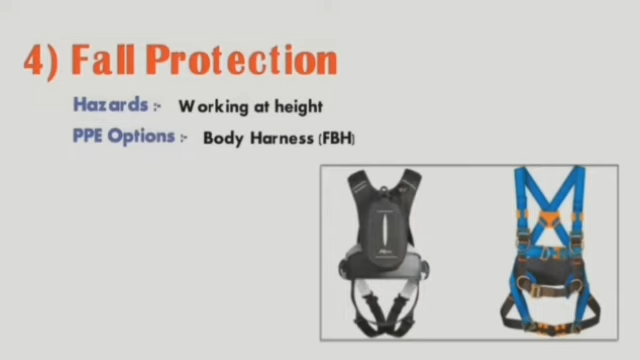 4) Fall Protection
Hazards :- Working at height
PPE Options :- Body Harness (FBH)